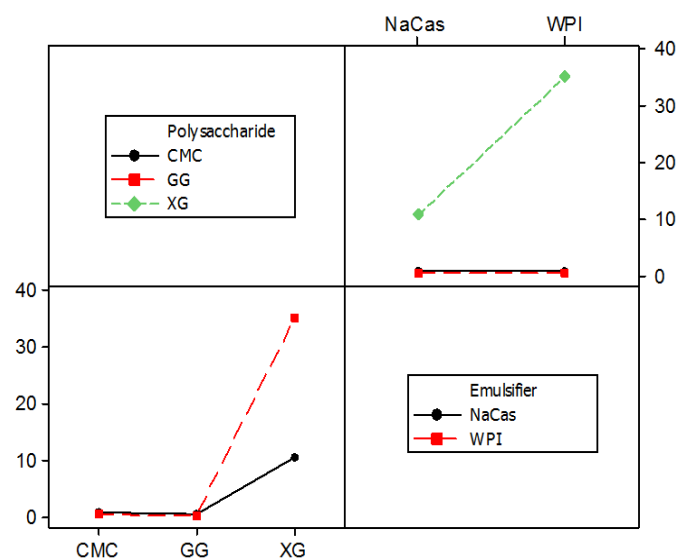 NaCas WPI
40
Polysaccharide
CMC
GG
XG
30
20
10
0
40
30
20
10
0
Emulsifier
NaCas
WPI
CMC GG XG